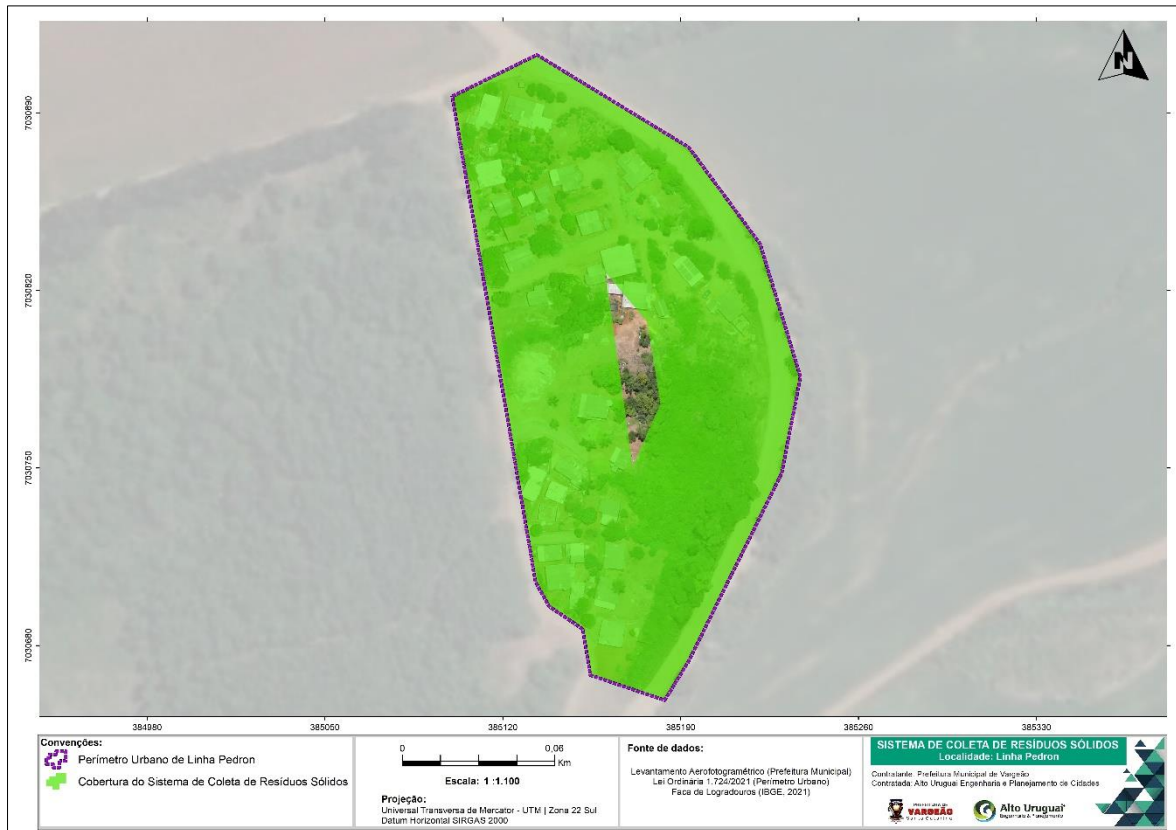 N
7030890
7030820
7030750
7030680
384980
385050
385120
385190
385260
385330
Convenções:
Perímetro Urbano de Linha Pedron
Cobertura do Sistema de Coleta de Resíduos Sólidos
0 0,06
Km
Escala: 1:1.100
Projeção:
Universal Transversa de Mercator - UTM | Zona 22 Sul
Datum Horizontal SIRGAS 2000
Fonte de dados:
Levantamento Aerofotogramétrico (Prefeitura Municipal)
Lei Ordinária 1.724/2021 (Perímetro Urbano)
Face de Logradouros (IBGE, 2021)
SISTEMA DE COLETA DE RESÍDUOS SÓLIDOS
Localidade: Linha Pedron
Contratante: Prefeitura Municipal de Vargeão
Contratada: Alto Uruguai Engenharia e Planejamento de Cidades
VARGEÃO
Santa Catarina
Alto Uruguai
Engenharia & Planejamento